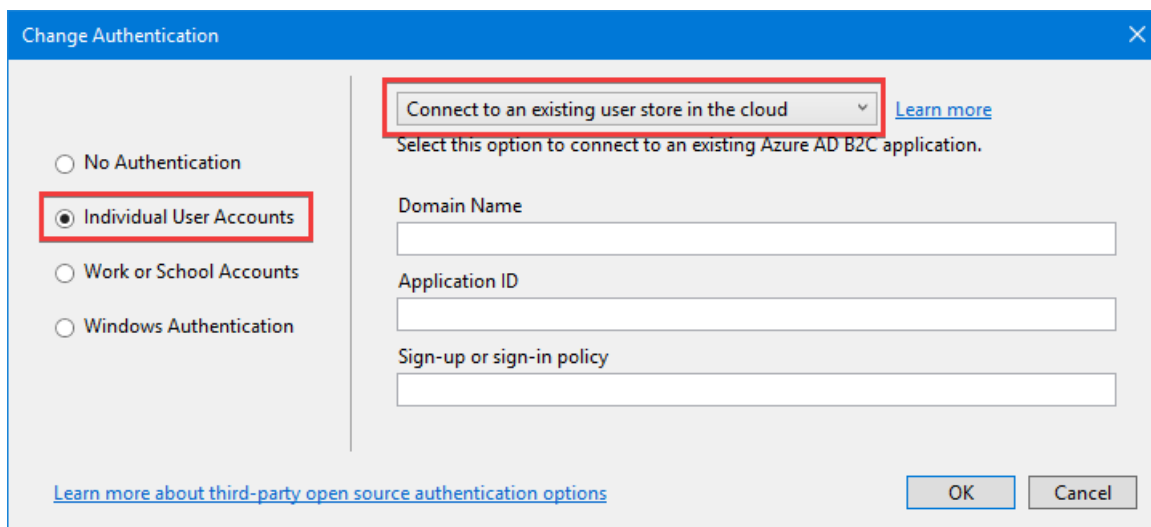 Change Authentication
No Authentication
Individual User Accounts
Work or School Accounts
Windows Authentication
Connect to an existing user store in the cloud
Learn more
Select this option to connect to an existing Azure AD B2C application.
Domain Name
Application ID
Sign-up or sign-in policy
Learn more about third-party open source authentication options
OK
Cancel